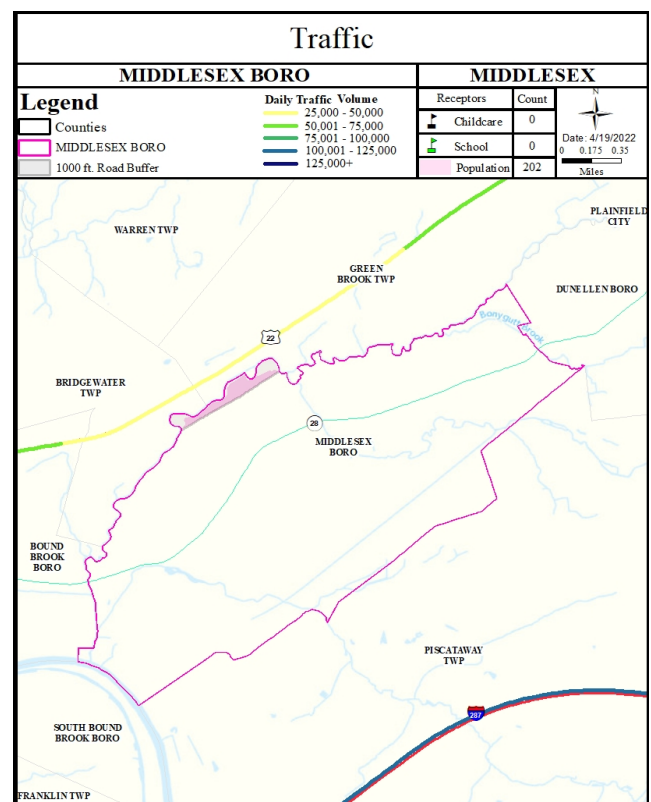 Traffic
MIDDLESEX BORO
MIDDLESEX
Legend
Counties
MIDDLESEX BORO
1000 ft. Road Buffer
Daily Traffic Volume
25,000 - 50,000
50,001 - 75,000
75,001 - 100,000
100,001 - 125,000
125,000+
Receptors Count
Childcare 0
School 0
Population 202
N
Date: 4/19/2022
0 0.175 0.35
Miles
PLAINFIELD
CITY
WARREN TWP
GREEN
BROOK TWP
DUNELLEN BORO
Bonygutt Brook
22
BRIDGEWATER
TWP
28
MIDDLESEX
BORO
BOUND
BROOK
BORO
PISCATAWAY
TWP
287
SOUTH BOUND
BROOK BORO
FRANKLIN TWP